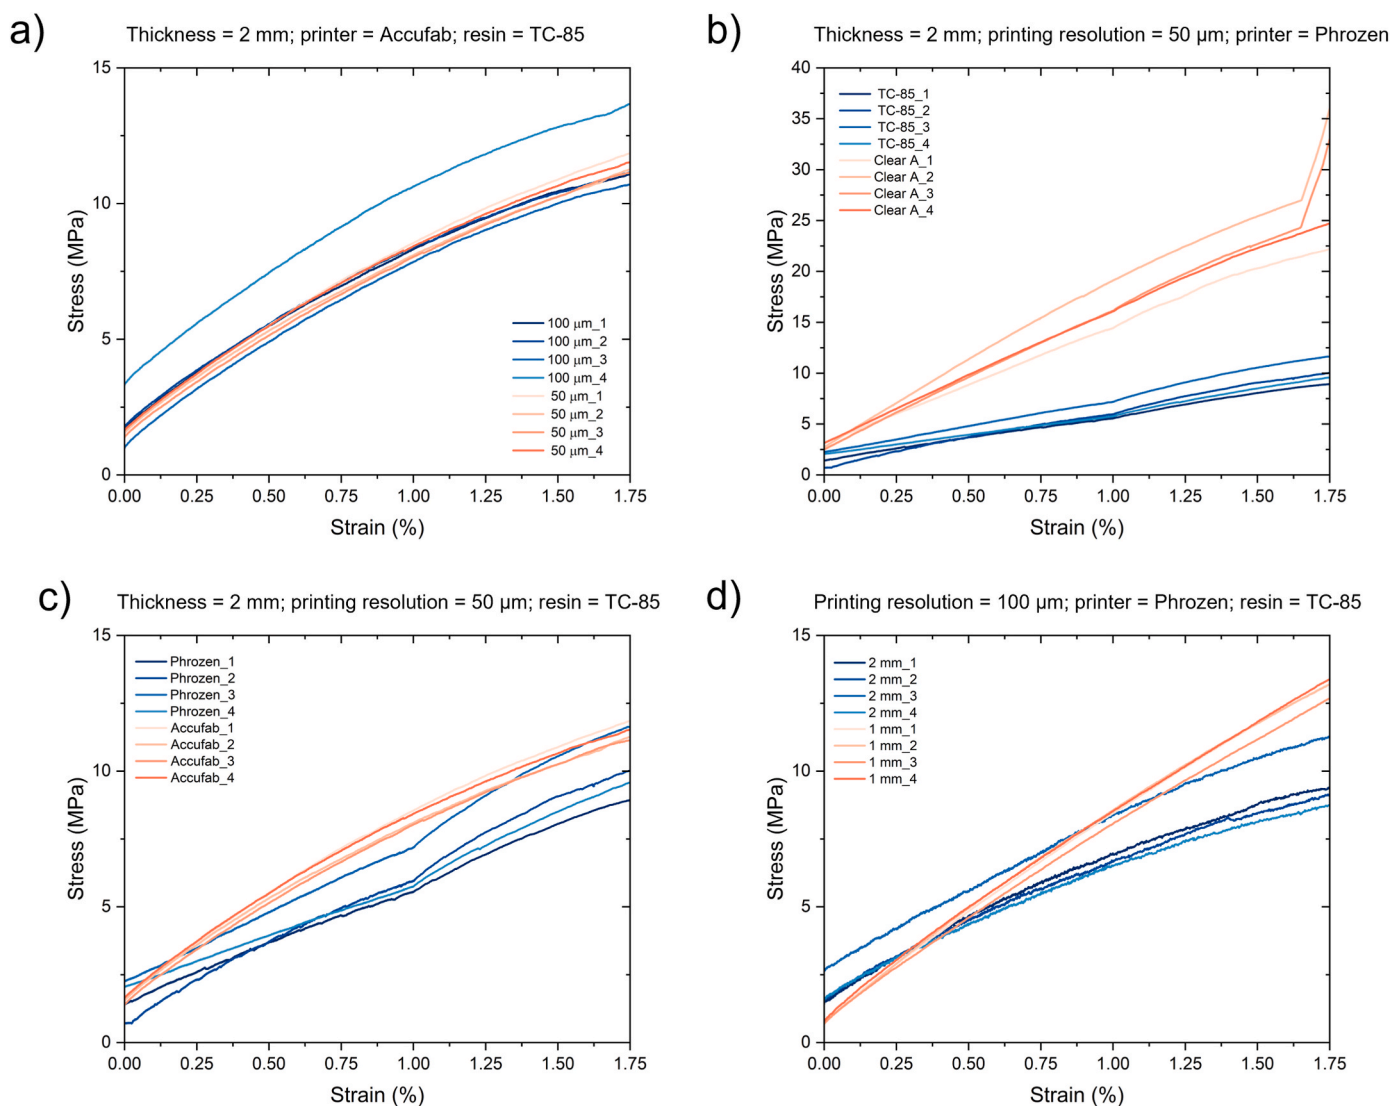 a)
Thickness = 2 mm; printer = Accufab; resin = TC-85
15
10
5
0
Stress (MPa)
100 μm_1
100 μm_2
100 μm_3
100 μm_4
50 μm_1
50 μm_2
50 μm_3
50 μm_4
0.00 0.25 0.50 0.75 1.00 1.25 1.50 1.75
Strain (%)
b)
Thickness = 2 mm; printing resolution = 50 μm; printer = Phrozen
40
35
30
25
20
15
10
5
0
Stress (MPa)
TC-85_1
TC-85_2
TC-85_3
TC-85_4
Clear A_1
Clear A_2
Clear A_3
Clear A_4
0.00 0.25 0.50 0.75 1.00 1.25 1.50 1.75
Strain (%)
c)
Thickness = 2 mm; printing resolution = 50 μm; resin = TC-85
15
10
5
0
Stress (MPa)
Phrozen_1
Phrozen_2
Phrozen_3
Phrozen_4
Accufab_1
Accufab_2
Accufab_3
Accufab_4
0.00 0.25 0.50 0.75 1.00 1.25 1.50 1.75
Strain (%)
d)
Printing resolution = 100 μm; printer = Phrozen; resin = TC-85
15
10
5
0
Stress (MPa)
2 mm_1
2 mm_2
2 mm_3
2 mm_4
1 mm_1
1 mm_2
1 mm_3
1 mm_4
0.00 0.25 0.50 0.75 1.00 1.25 1.50 1.75
Strain (%)